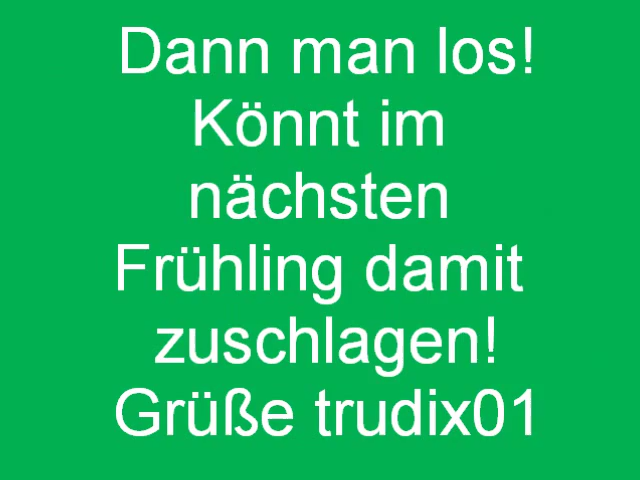 Dann man los!
Könnt im
nächsten
Frühling damit
zuschlagen!
Grüße trudix01